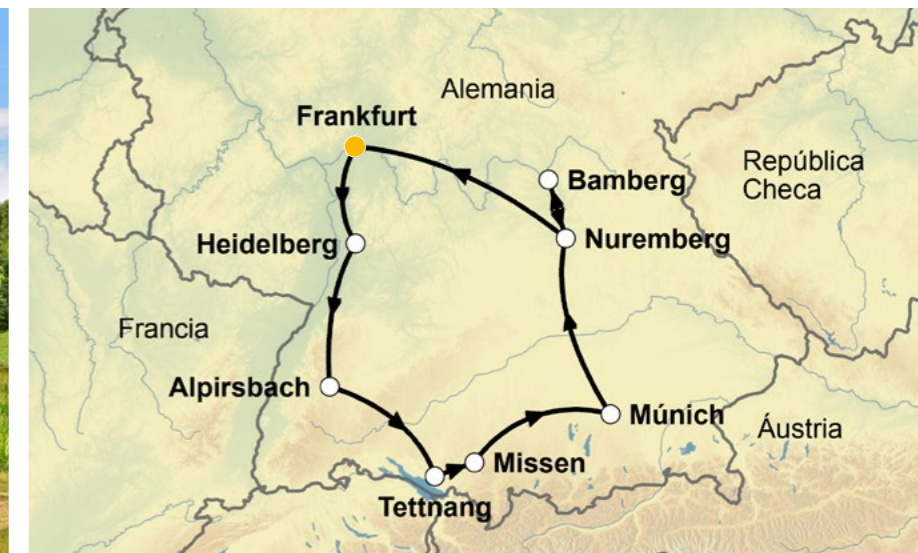 Alemania
Frankfurt
República
Checa
Bamberg
Nuremberg
Heidelberg
Francia
Alpirsbach
Múnich
Áustria
Missen
Tettnang